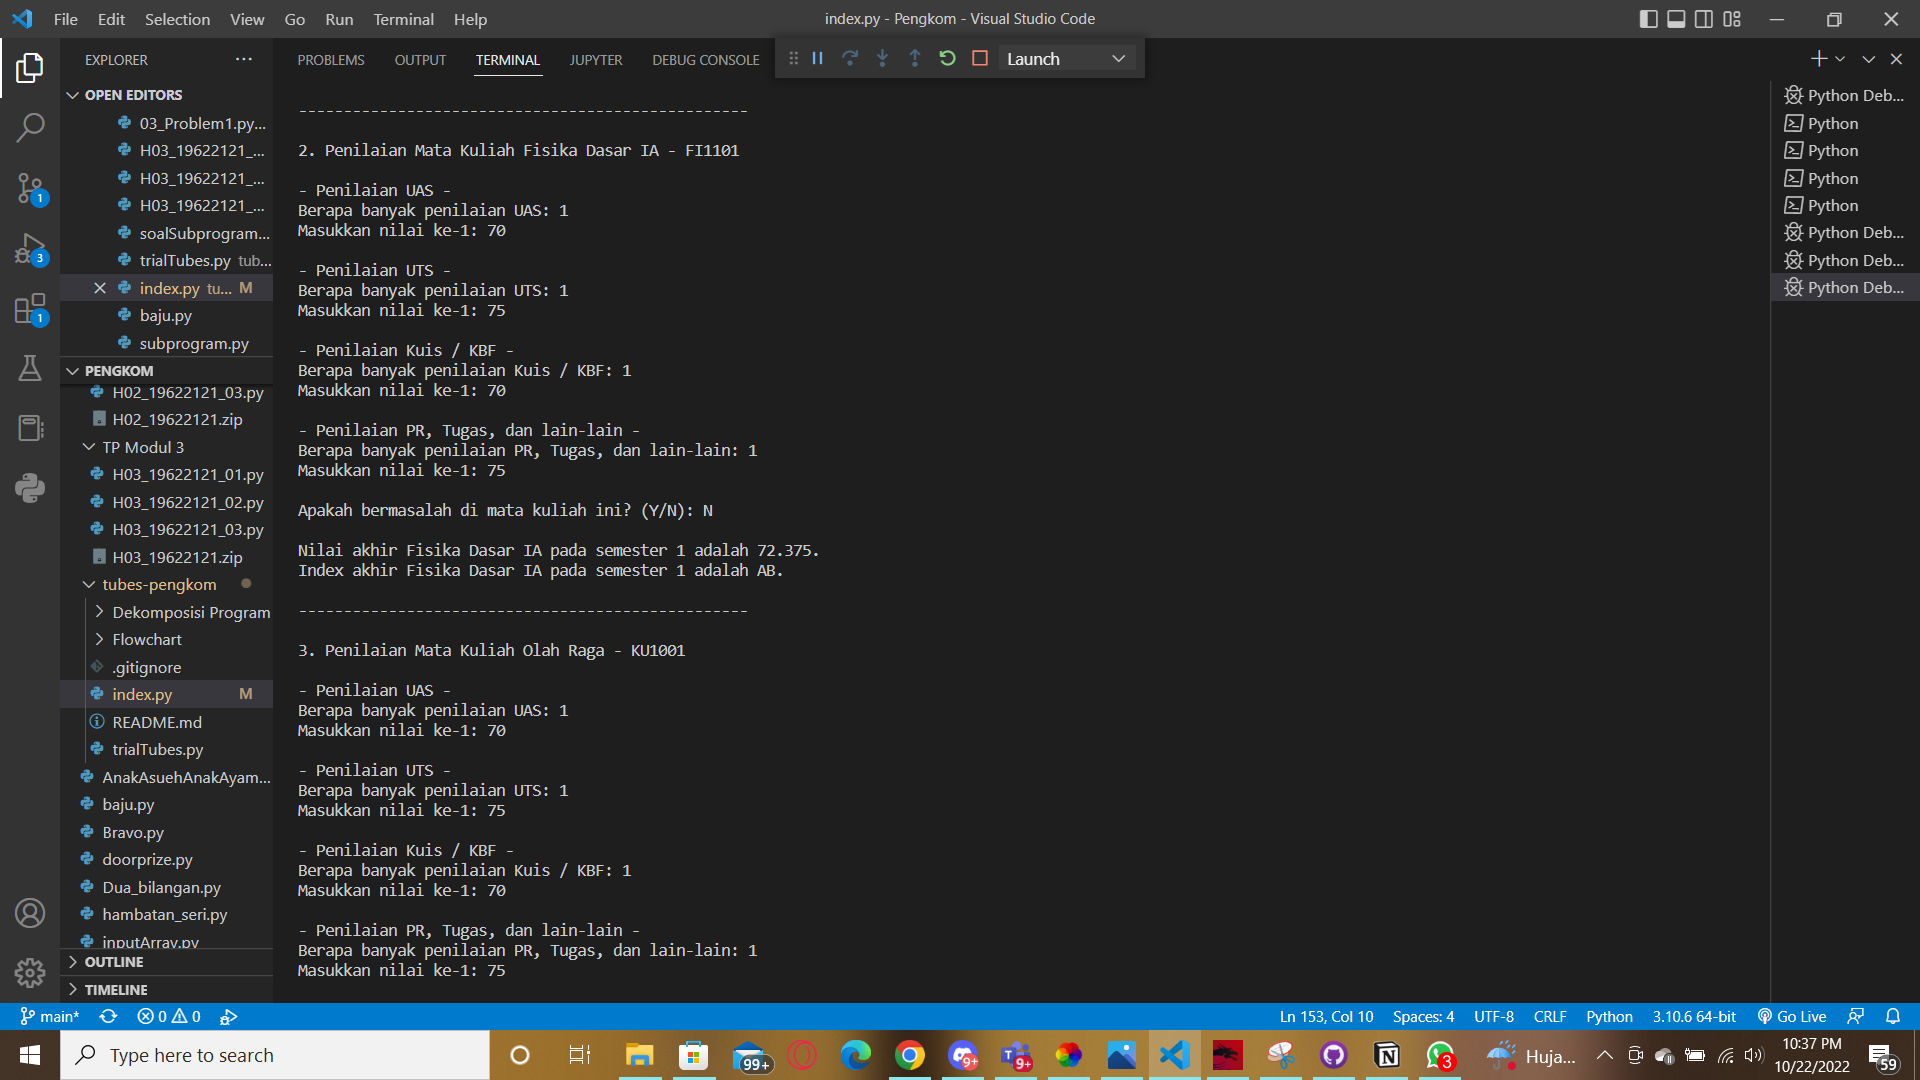 File Edit Selection View Go Run Terminal Help
index.py - Pengkom - Visual Studio Code
EXPLORER
OPEN EDITORS
03_Problem1.py...
H03_19622121_...
H03_19622121_...
H03_19622121_...
soalSubprogram...
trialTubes.py tub...
index.py tu... M
baju.py
subprogram.py
PENGKOM
H02_19622121_03.py
H02_19622121.zip
TP Modul 3
H03_19622121_01.py
H03_19622121_02.py
H03_19622121_03.py
H03_19622121.zip
tubes-pengkom
Dekomposisi Program
Flowchart
.gitignore
index.py M
README.md
trialTubes.py
AnakAsuehAnakAyam...
baju.py
Bravo.py
doorprize.py
Dua_bilangan.py
hambatan_seri.py
inputArray.py
OUTLINE
TIMELINE
1
3
1
PROBLEMS OUTPUT TERMINAL JUPYTER DEBUG CONSOLE
Launch
--------------------------------------------------
2. Penilaian Mata Kuliah Fisika Dasar IA - FI1101
- Penilaian UAS -
Berapa banyak penilaian UAS: 1
Masukkan nilai ke-1: 70
- Penilaian UTS -
Berapa banyak penilaian UTS: 1
Masukkan nilai ke-1: 75
- Penilaian Kuis / KBF -
Berapa banyak penilaian Kuis / KBF: 1
Masukkan nilai ke-1: 70
- Penilaian PR, Tugas, dan lain-lain -
Berapa banyak penilaian PR, Tugas, dan lain-lain: 1
Masukkan nilai ke-1: 75
Apakah bermasalah di mata kuliah ini? (Y/N): N
Nilai akhir Fisika Dasar IA pada semester 1 adalah 72.375.
Index akhir Fisika Dasar IA pada semester 1 adalah AB.
--------------------------------------------------
3. Penilaian Mata Kuliah Olah Raga - KU1001
- Penilaian UAS -
Berapa banyak penilaian UAS: 1
Masukkan nilai ke-1: 70
- Penilaian UTS -
Berapa banyak penilaian UTS: 1
Masukkan nilai ke-1: 75
- Penilaian Kuis / KBF -
Berapa banyak penilaian Kuis / KBF: 1
Masukkan nilai ke-1: 70
- Penilaian PR, Tugas, dan lain-lain -
Berapa banyak penilaian PR, Tugas, dan lain-lain: 1
Masukkan nilai ke-1: 75
Python Deb...
Python
Python
Python
Python
Python Deb...
Python Deb...
Python Deb...
main* 0 0 Ln 153, Col 10 Spaces: 4 UTF-8 CRLF Python 3.10.6 64-bit Go Live
Type here to search
99+
9+
9+
3
Huja...
10:37 PM
10/22/2022
59